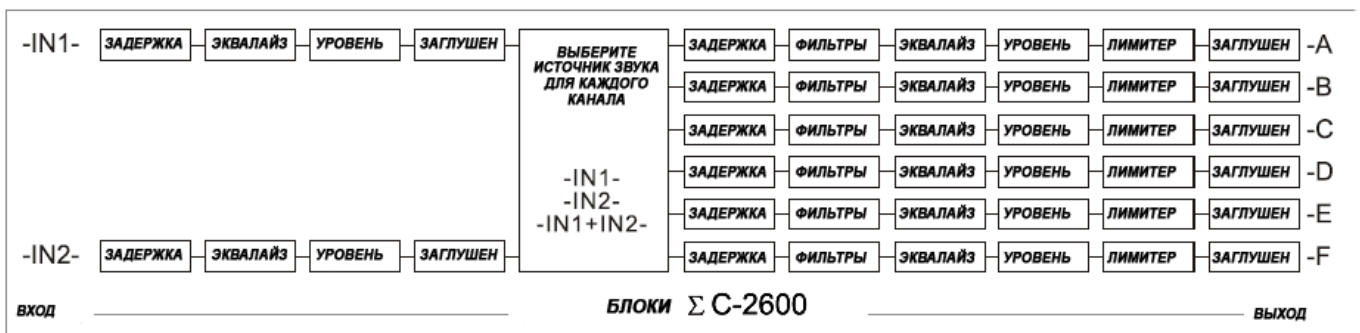 -IN1- ЗАДЕРЖКА ЭКВАЛАЙЗ УРОВЕНЬ ЗАГЛУШЕН
ВЫБЕРИТЕ
ИСТОЧНИК ЗВУКА
ДЛЯ КАЖДОГО
КАНАЛА
-IN1-
-IN2-
-IN1+IN2-
ЗАДЕРЖКА ФИЛЬТРЫ ЭКВАЛАЙЗ УРОВЕНЬ ЛИМИТЕР ЗАГЛУШЕН -A
ЗАДЕРЖКА ФИЛЬТРЫ ЭКВАЛАЙЗ УРОВЕНЬ ЛИМИТЕР ЗАГЛУШЕН -B
ЗАДЕРЖКА ФИЛЬТРЫ ЭКВАЛАЙЗ УРОВЕНЬ ЛИМИТЕР ЗАГЛУШЕН -C
ЗАДЕРЖКА ФИЛЬТРЫ ЭКВАЛАЙЗ УРОВЕНЬ ЛИМИТЕР ЗАГЛУШЕН -D
ЗАДЕРЖКА ФИЛЬТРЫ ЭКВАЛАЙЗ УРОВЕНЬ ЛИМИТЕР ЗАГЛУШЕН -E
ЗАДЕРЖКА ФИЛЬТРЫ ЭКВАЛАЙЗ УРОВЕНЬ ЛИМИТЕР ЗАГЛУШЕН -F
-IN2- ЗАДЕРЖКА ЭКВАЛАЙЗ УРОВЕНЬ ЗАГЛУШЕН
ВХОД БЛОКИ Σ C-2600 ВЫХОД